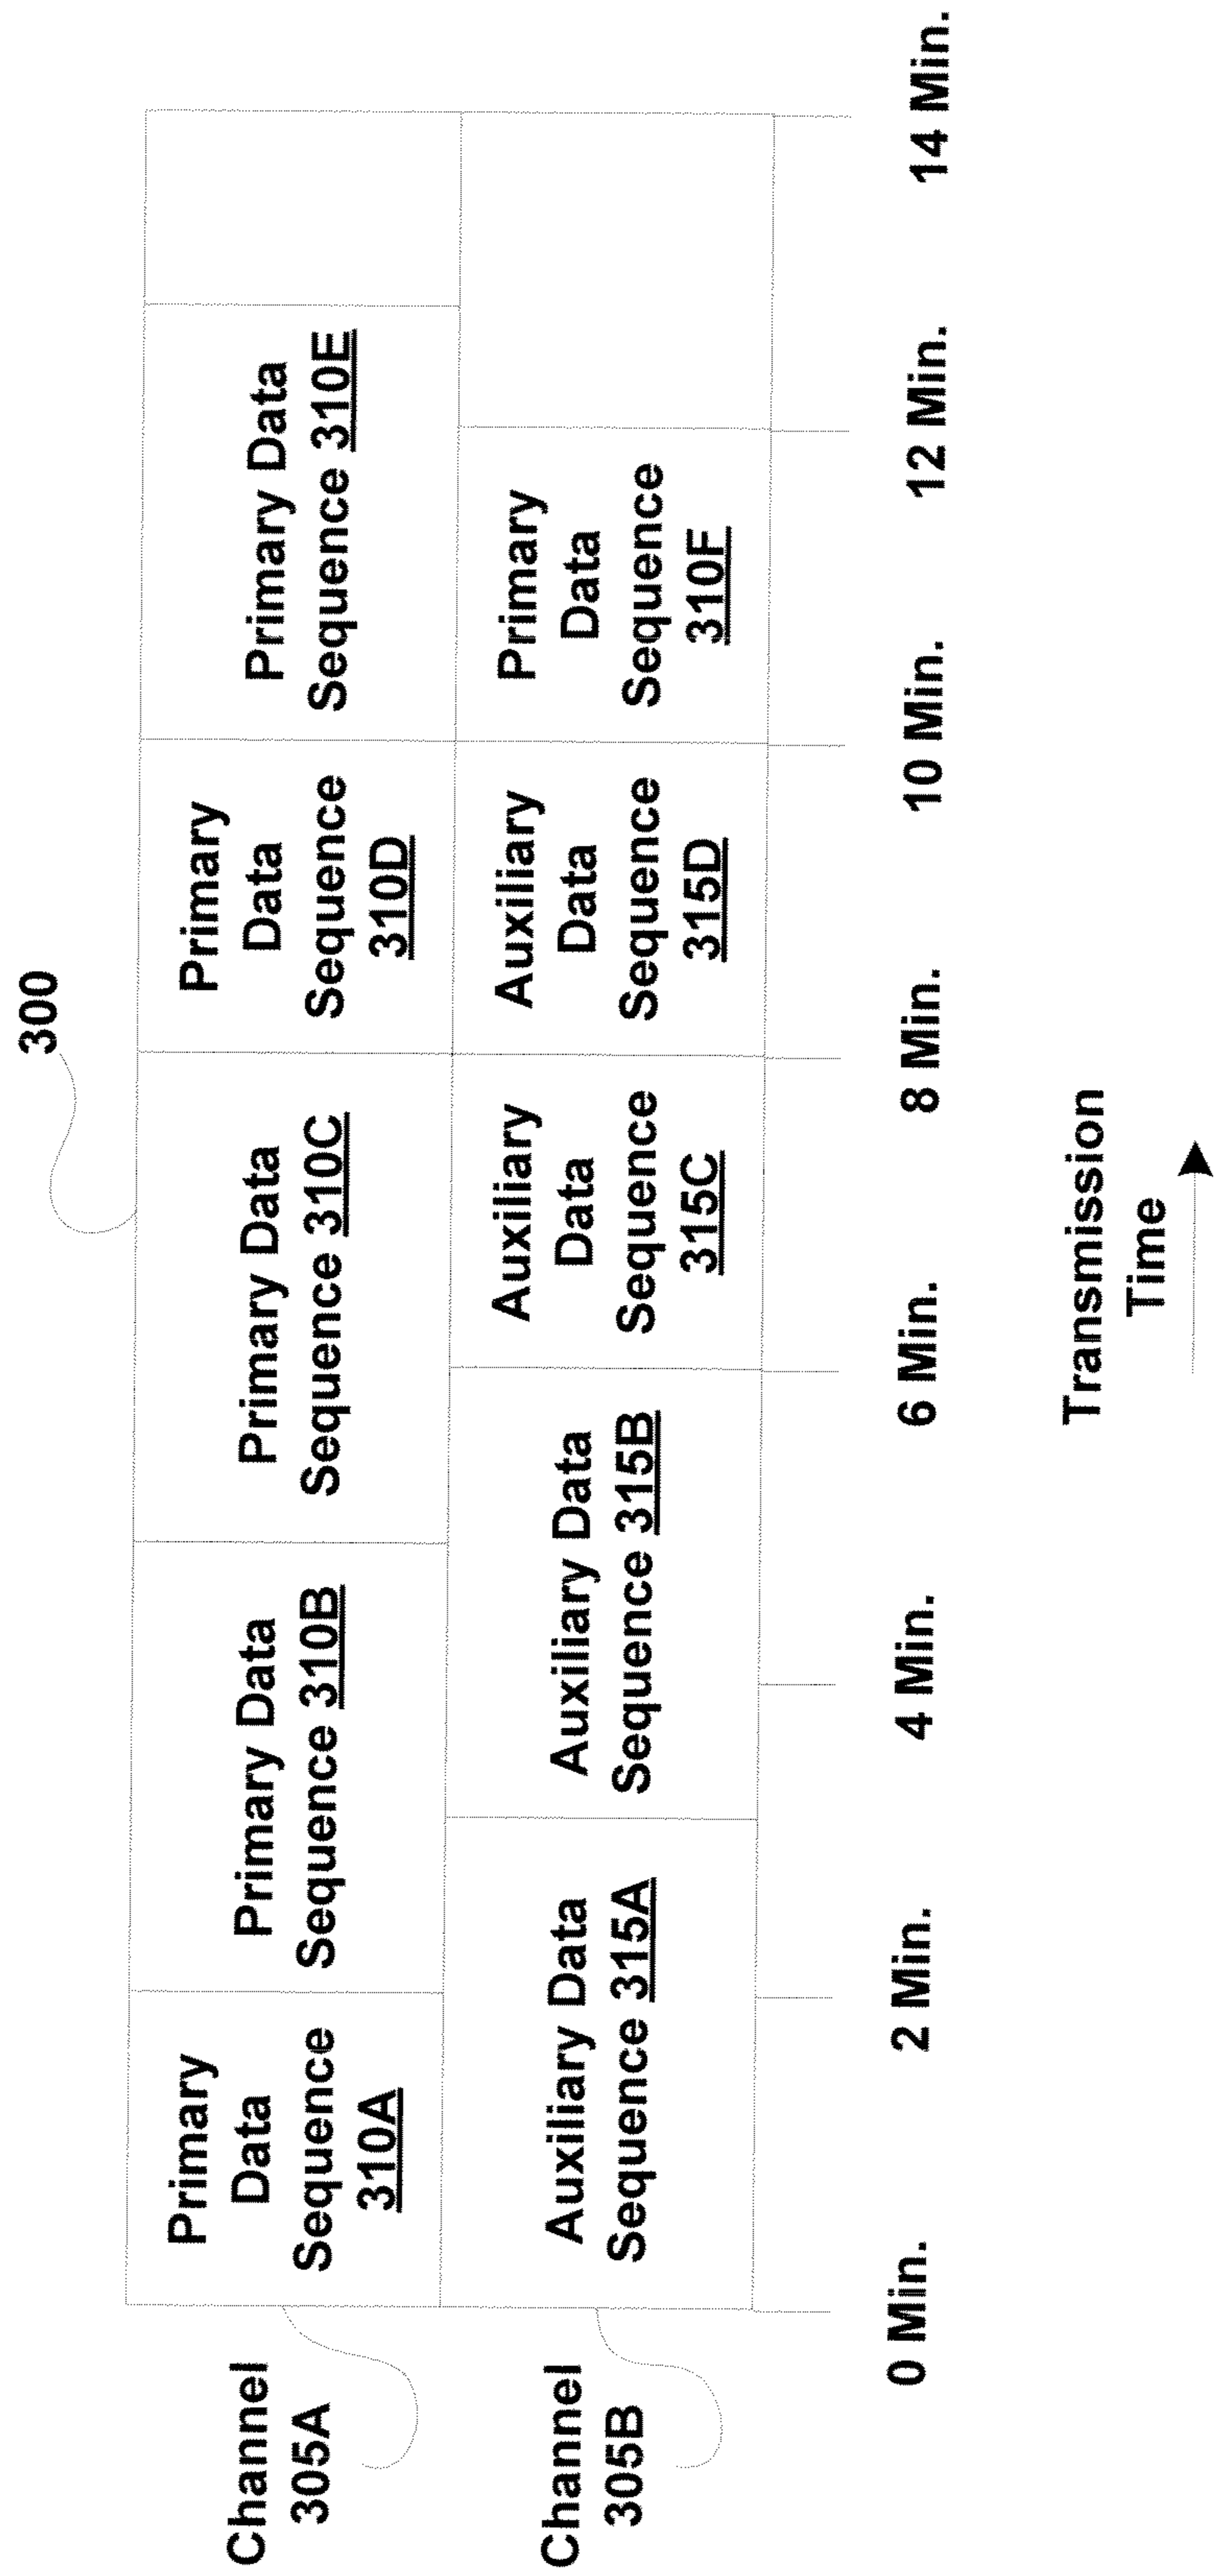 300
Channel
305A
Primary
Data
Sequence
310A
Primary Data
Sequence 310B
Primary Data
Sequence 310C
Primary
Data
Sequence
310D
Primary Data
Sequence 310E
Channel
305B
Auxiliary Data
Sequence 315A
Auxiliary Data
Sequence 315B
Auxiliary
Data
Sequence
315C
Auxiliary
Data
Sequence
315D
Primary
Data
Sequence
310F
0 Min.
2 Min.
4 Min.
6 Min.
8 Min.
10 Min.
12 Min.
14 Min.
Transmission
Time